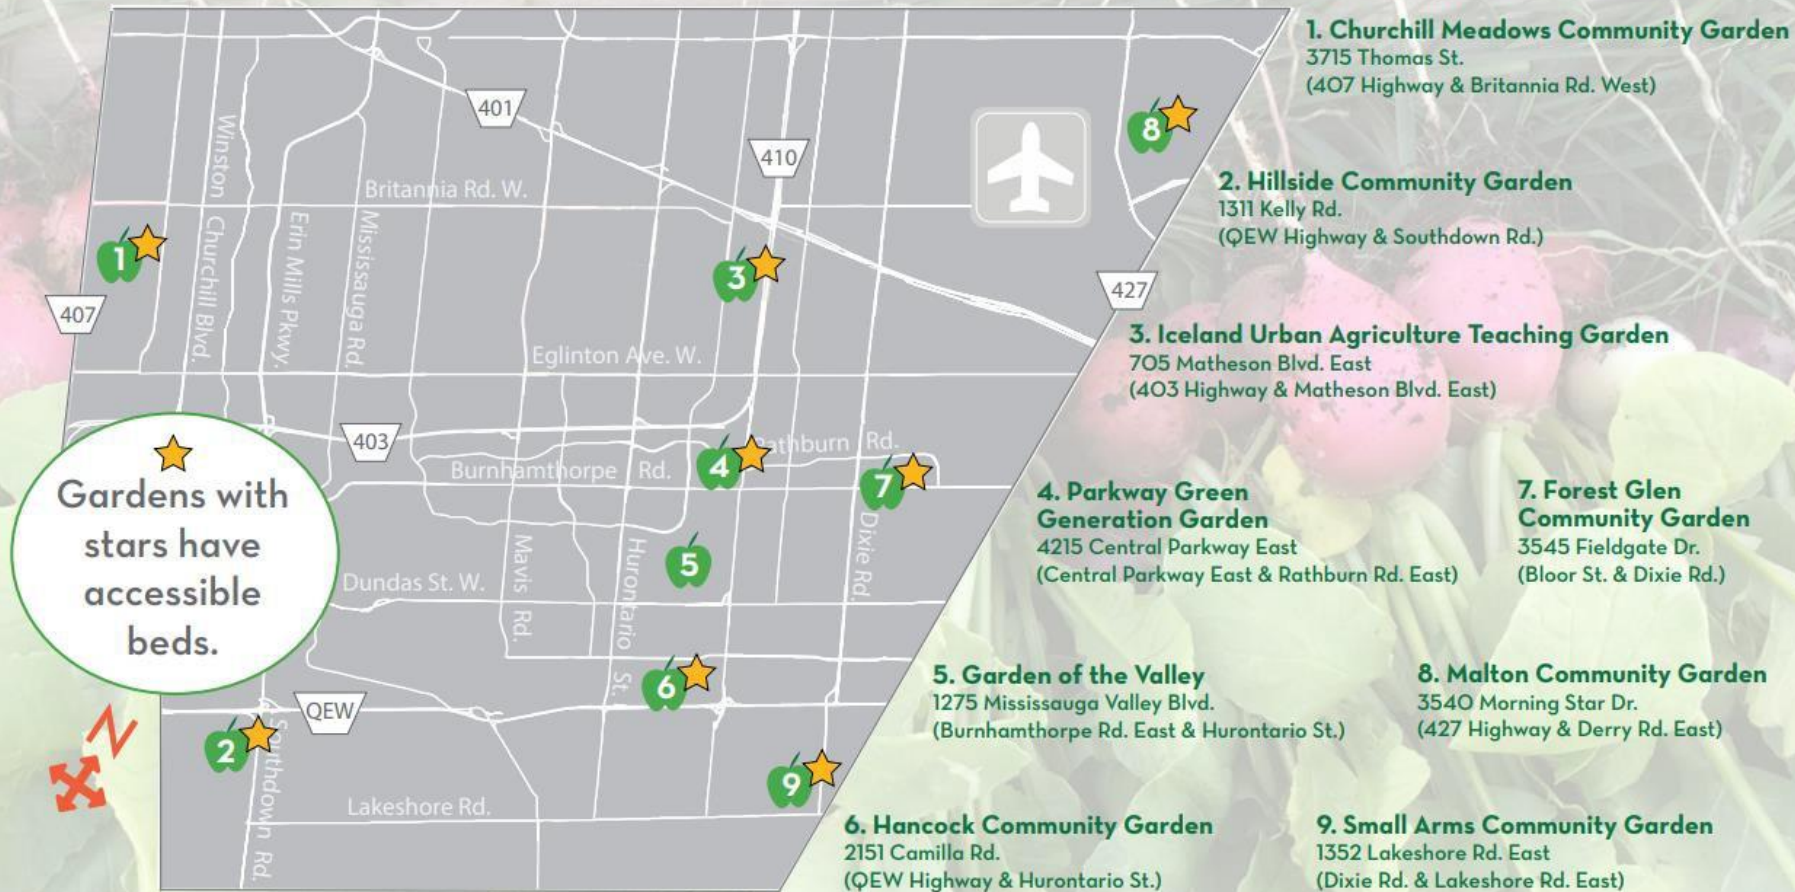 1. Churchill Meadows Community Garden
3715 Thomas St.
(407 Highway & Britannia Rd. West)
2. Hillside Community Garden
1311 Kelly Rd.
(QEW Highway & Southdown Rd.)
3. Iceland Urban Agriculture Teaching Garden
705 Matheson Blvd. East
(403 Highway & Matheson Blvd. East)
4. Parkway Green
Generation Garden
4215 Central Parkway East
(Central Parkway East & Rathburn Rd. East)
7. Forest Glen
Community Garden
3545 Fieldgate Dr.
(Bloor St. & Dixie Rd.)
5. Garden of the Valley
1275 Mississauga Valley Blvd.
(Burnhamthorpe Rd. East & Hurontario St.)
8. Malton Community Garden
3540 Morning Star Dr.
(427 Highway & Derry Rd. East)
6. Hancock Community Garden
2151 Camilla Rd.
(QEW Highway & Hurontario St.)
9. Small Arms Community Garden
1352 Lakeshore Rd. East
(Dixie Rd. & Lakeshore Rd. East)
401
410
8
Britannia Rd. W.
Winston Churchill Blvd.
Erin Mills Pkwy.
Mississauga Rd.
1
3
407
427
Eglinton Ave. W.
403
Rathburn Rd.
Burnhamthorpe Rd.
4
7
Gardens with
stars have
accessible
beds.
Mavis Rd.
Hurontario St.
Dixie Rd.
5
Dundas St. W.
6
QEW
N
2
Southdown Rd.
9
Lakeshore Rd.